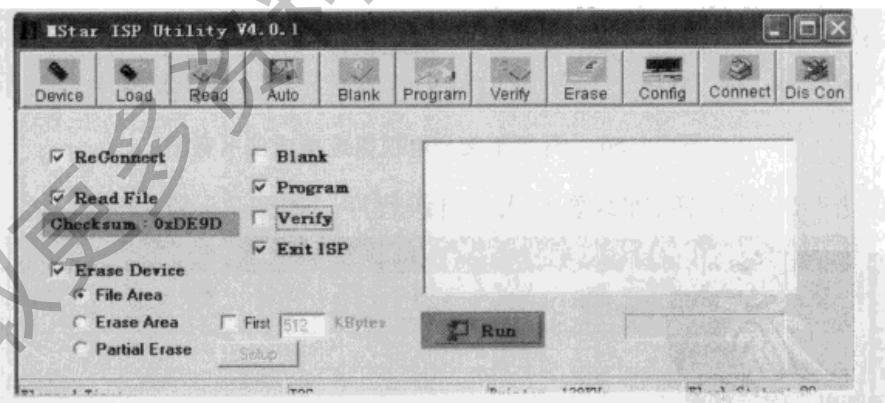 MStar ISP Utility V4.0.1
Device Load Read Auto Blank Program Verify Erase Config Connect Dis Con
ReConnect
Blank
Read File
Program
Checksum : 0xDE9D
Verify
Exit ISP
Erase Device
File Area
Erase Area
First 512 KBytes
Partial Erase
Setup
Run
更多